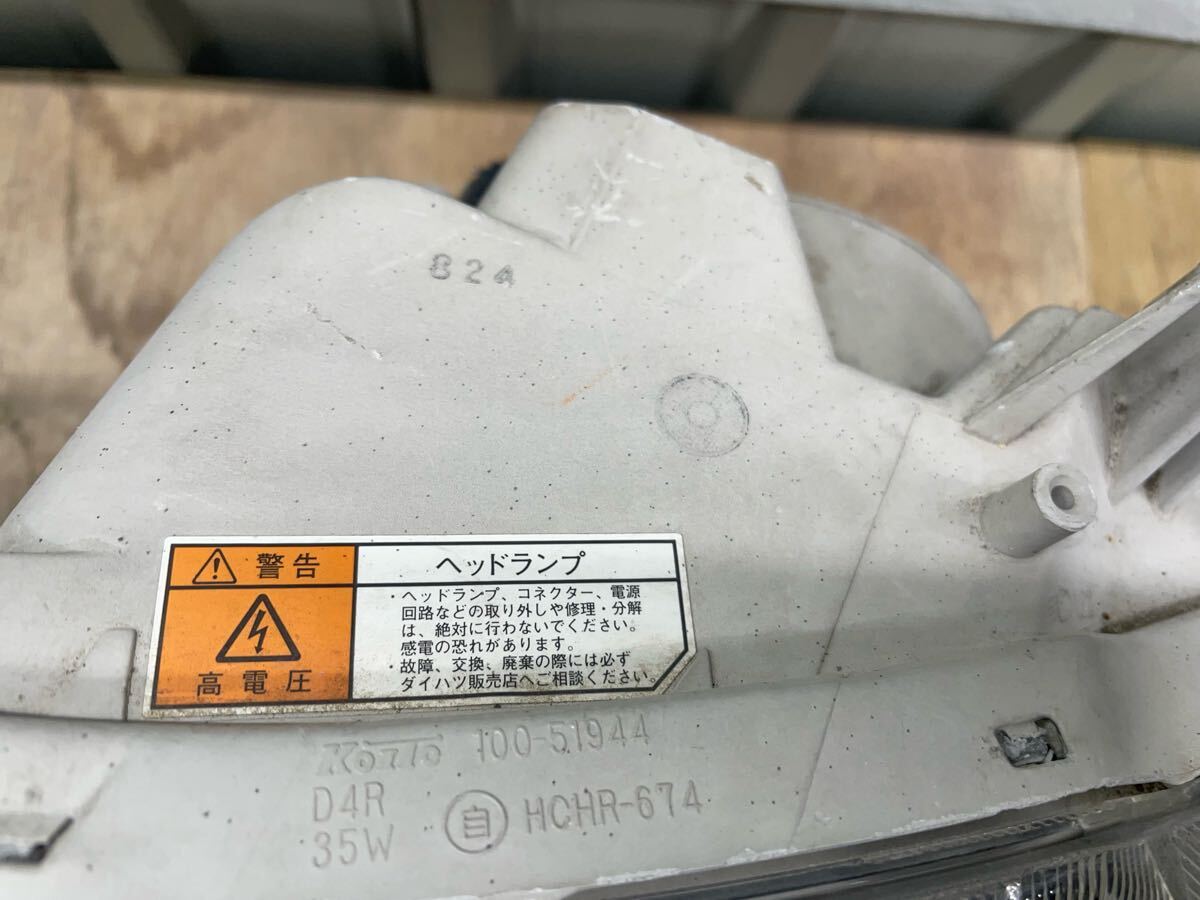 824
警告
高電圧
ヘッドランプ
・ヘッドランプ、コネクター、電源
回路などの取り外しや修理・分解
は、絶対に行わないでください。
感電の恐れがあります。
・故障、交換、廃棄の際には必ず
ダイハツ販売店へご相談ください。
KOITO 100-51944
D4R
35W
自 HCHR-674